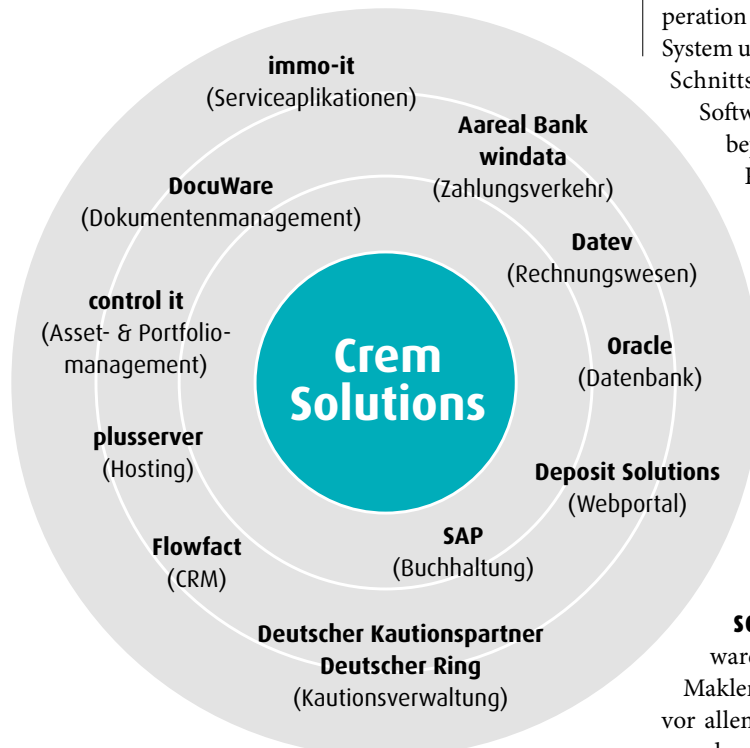 immo-it
(Serviceaplikationen)
Aareal Bank
windata
(Zahlungsverkehr)
DocuWare
(Dokumentenmanagement)
Datev
(Rechnungswesen)
control it
(Asset- & Portfolio-
management)
Crem
Solutions
Oracle
(Datenbank)
plusserver
(Hosting)
Deposit Solutions
(Webportal)
Flowfact
(CRM)
SAP
(Buchhaltung)
Deutscher Kautionspartner
Deutscher Ring
(Kautionsverwaltung)
peration
System u
Schnitts
Softw
be
Makler
vor allen